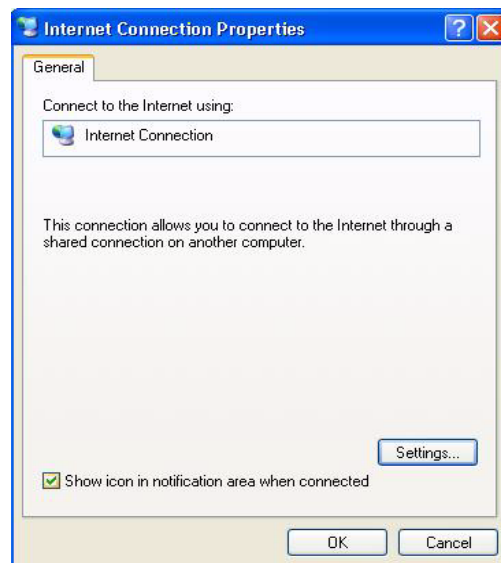 Internet Connection Properties
General
Connect to the Internet using:
Internet Connection
This connection allows you to connect to the Internet through a
shared connection on another computer.
Settings...
Show icon in notification area when connected
OK
Cancel